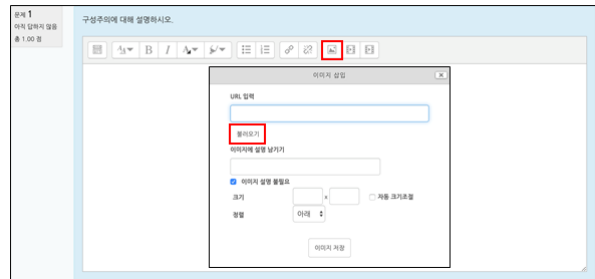 문제 1
아직 답하지 않음
총 1.00 점
구성주의에 대해 설명하시오.
B I
이미지 삽입
URL 입력
불러오기
이미지에 설명 남기기
이미지 설명 불필요
크기 x 자동 크기조절
정렬 아래
이미지 저장